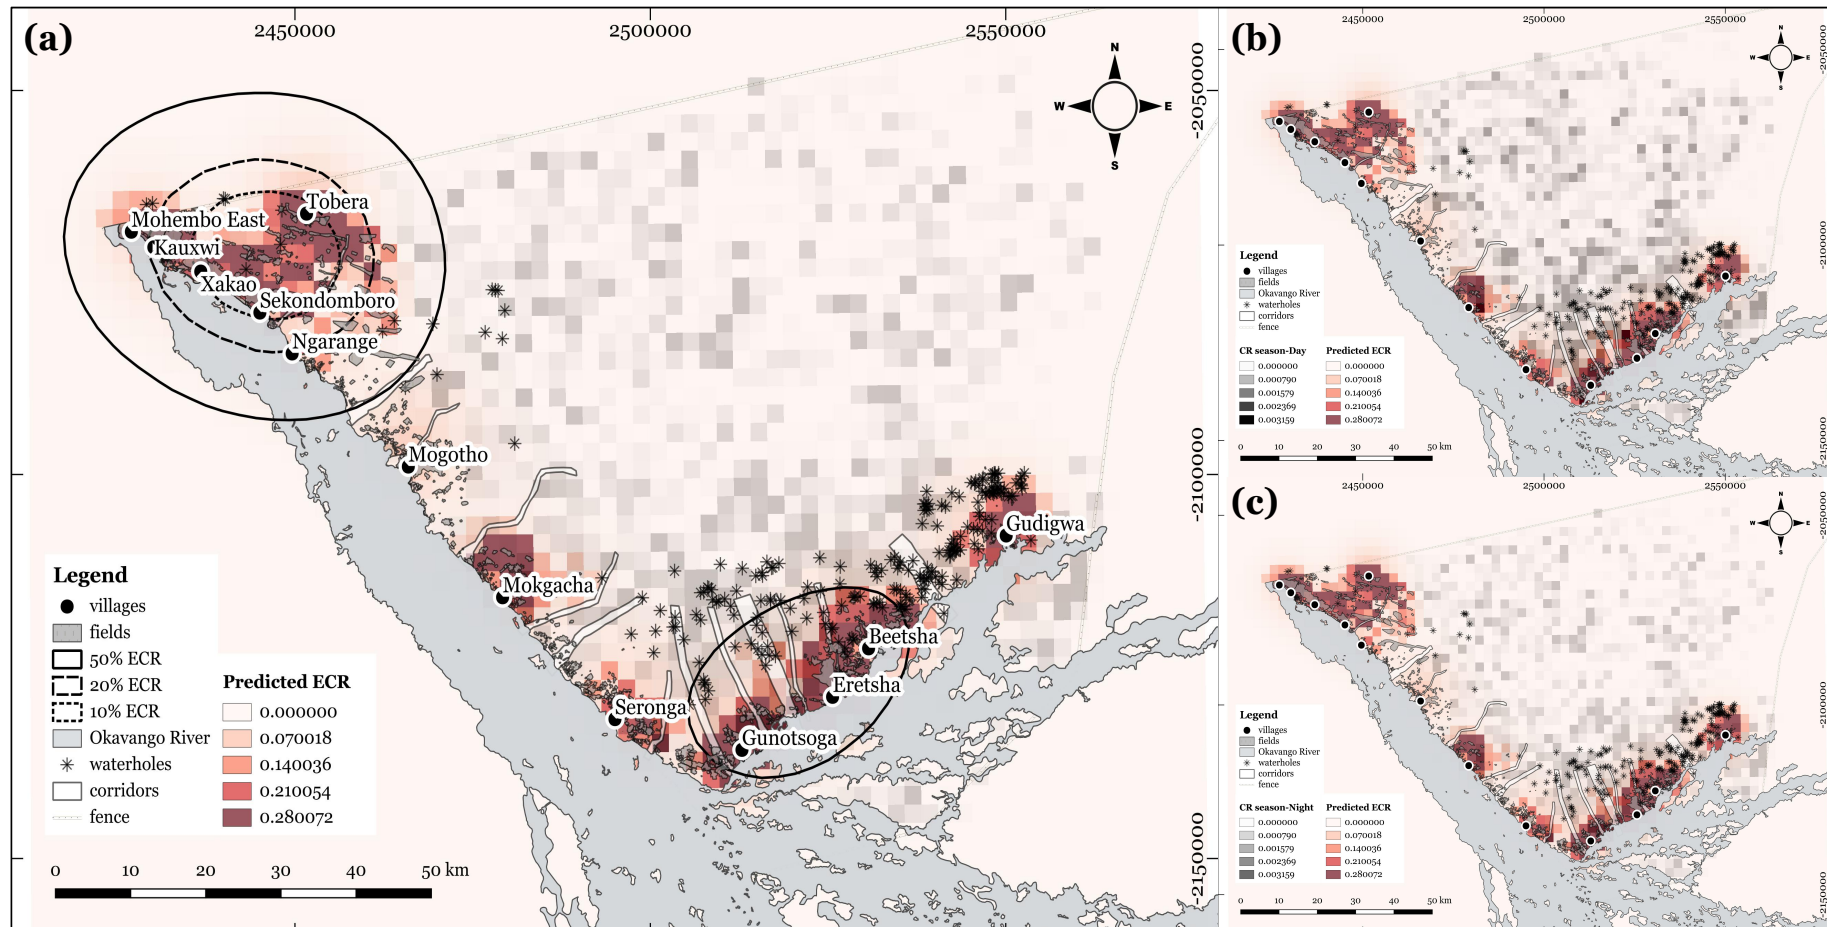 (a)
2450000
2500000
2550000
N
W
E
S
-2050000
-2100000
-2150000
Tobera
Mohembo East
Kauxwi
Xakao
Sekondomboro
Ngarange
Mogotho
Mokgacha
Gudigwa
Beetsha
Eretsha
Seronga
Gunotsoga
Legend
villages
fields
50% ECR
20% ECR
10% ECR
Okavango River
waterholes
corridors
fence
Predicted ECR
0.000000
0.070018
0.140036
0.210054
0.280072
0 10 20 30 40 50 km
(b)
2450000
2500000
2550000
N
W
E
S
-2050000
-2100000
-2150000
Legend
villages
fields
Okavango River
waterholes
corridors
fence
CR season-Day
0.000000
0.000790
0.001579
0.002369
0.003159
Predicted ECR
0.000000
0.070018
0.140036
0.210054
0.280072
0 10 20 30 40 50 km
(c)
2450000
2500000
2550000
N
W
E
S
-2050000
-2100000
-2150000
Legend
villages
fields
Okavango River
waterholes
corridors
fence
CR season-Night
0.000000
0.000790
0.001579
0.002369
0.003159
Predicted ECR
0.000000
0.070018
0.140036
0.210054
0.280072
0 10 20 30 40 50 km